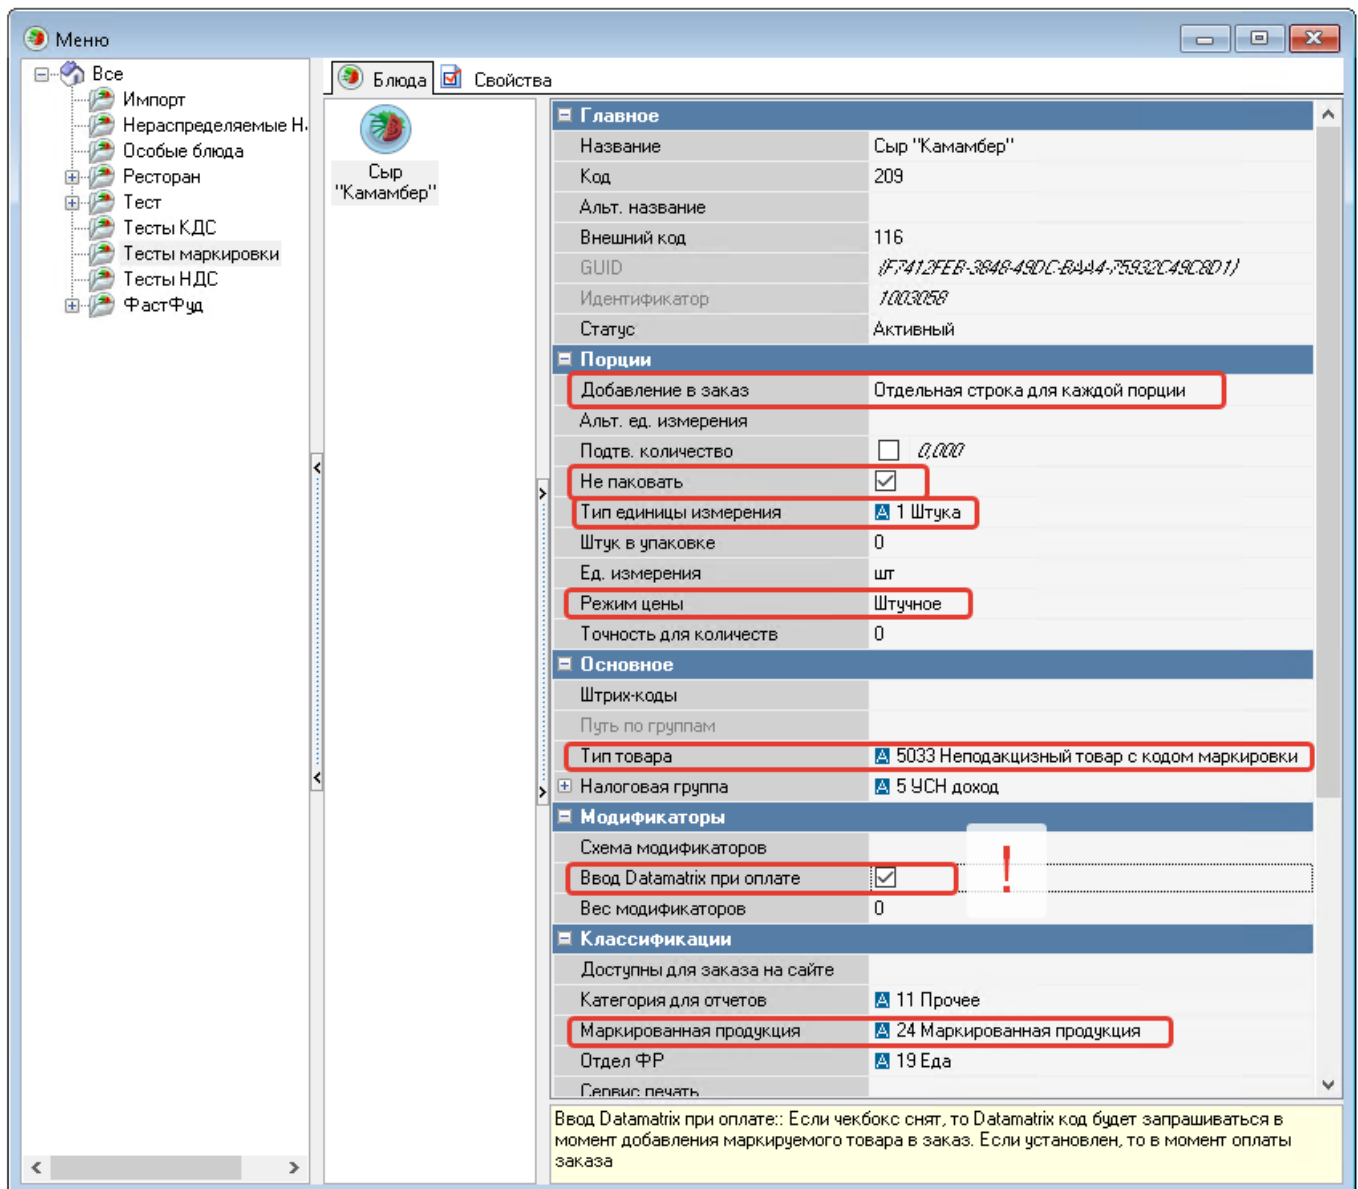 Меню
Все
Импорт
Нераспределяемые Н
Особые блюда
Ресторан
Тест
Тесты КДС
Тесты маркировки
Тесты НДС
ФастФуд
Блюда Свойства
Сыр
"Камамбер"
Главное
Название Сыр "Камамбер"
Код 209
Альт. название
Внешний код 116
GUID {F7412FEB-3848-49DC-BAA4-75932C49C8D1}
Идентификатор 1003058
Статус Активный
Порции
Добавление в заказ Отдельная строка для каждой порции
Альт. ед. измерения
Подтв. количество 0,000
Не паковать
Тип единицы измерения A 1 Штука
Штук в упаковке 0
Ед. измерения шт
Режим цены Штучное
Точность для количеств 0
Основное
Штрих-коды
Путь по группам
Тип товара A 5033 Неподакцизный товар с кодом маркировки
Налоговая группа A 5 УСН доход
Модификаторы
Схема модификаторов
Ввод Datamatrix при оплате !
Вес модификаторов 0
Классификации
Доступны для заказа на сайте
Категория для отчетов A 11 Прочее
Маркированная продукция A 24 Маркированная продукция
Отдел ФР A 19 Еда
Сервис печать
Ввод Datamatrix при оплате:: Если чекбокс снят, то Datamatrix код будет запрашиваться в
момент добавления маркируемого товара в заказ. Если установлен, то в момент оплаты
заказа